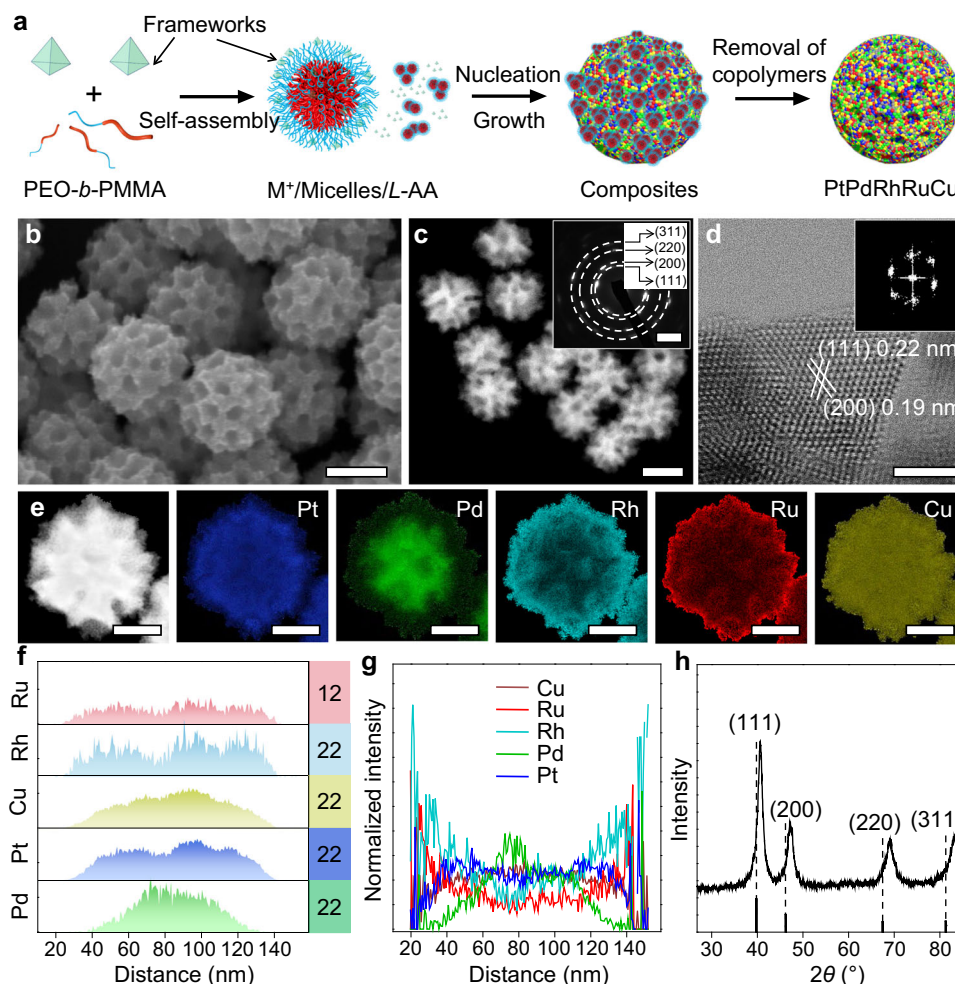 a
Frameworks
+
Self-assembly
Nucleation
Growth
Removal of
copolymers
PEO-b-PMMA
M⁺/Micelles/L-AA
Composites
PtPdRhRuCu
b
c
(311)
(220)
(200)
(111)
d
(111) 0.22 nm
(200) 0.19 nm
e
Pt
Pd
Rh
Ru
Cu
f
Ru
Rh
Cu
Pt
Pd
12
22
22
22
22
20 60 100 140
Distance (nm)
g
Normalized intensity
Cu
Ru
Rh
Pd
Pt
20 40 60 80 100 120 140
Distance (nm)
h
Intensity
(111)
(200)
(220)
(311
30 40 50 60 70 80
2θ (°)